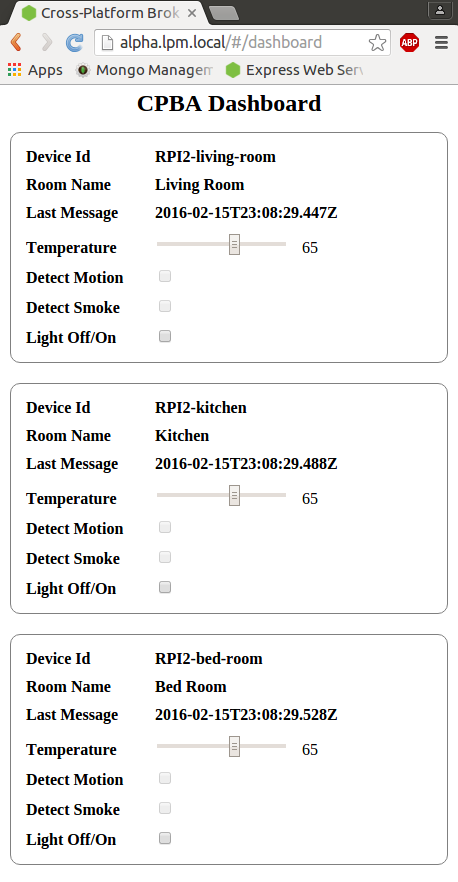 Cross-Platform Brok
alpha.lpm.local/#/dashboard
ABP
Apps Mongo Managem Express Web Serv
CPBA Dashboard
Device Id RPI2-living-room
Room Name Living Room
Last Message 2016-02-15T23:08:29.447Z
Temperature 65
Detect Motion
Detect Smoke
Light Off/On
Device Id RPI2-kitchen
Room Name Kitchen
Last Message 2016-02-15T23:08:29.488Z
Temperature 65
Detect Motion
Detect Smoke
Light Off/On
Device Id RPI2-bed-room
Room Name Bed Room
Last Message 2016-02-15T23:08:29.528Z
Temperature 65
Detect Motion
Detect Smoke
Light Off/On